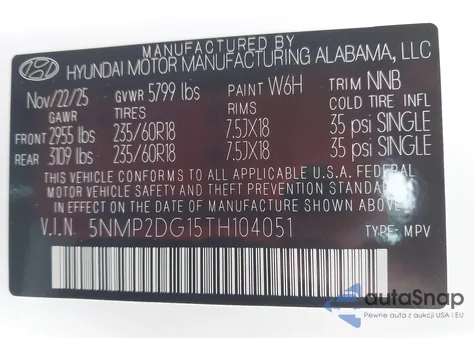 MANUFACTURED BY
HYUNDAI MOTOR MANUFACTURING ALABAMA, LLC
Nov/22/25 GVWR 5799 lbs PAINT W6H TRIM NNB
GAWR TIRES RIMS COLD TIRE INFL
FRONT 2955 lbs 235/60R18 7.5JX18 35 psi SINGLE
REAR 3109 lbs 235/60R18 7.5JX18 35 psi SINGLE
THIS VEHICLE CONFORMS TO ALL APPLICABLE U.S.A. FEDERAL
MOTOR VEHICLE SAFETY AND THEFT PREVENTION STANDARDS
IN EFFECT ON THE DATE OF MANUFACTURE SHOWN ABOVE.
V.I.N. 5NMP2DG15TH104051 TYPE: MPV
autaSnap
Pewne auta z aukcji USA i EU